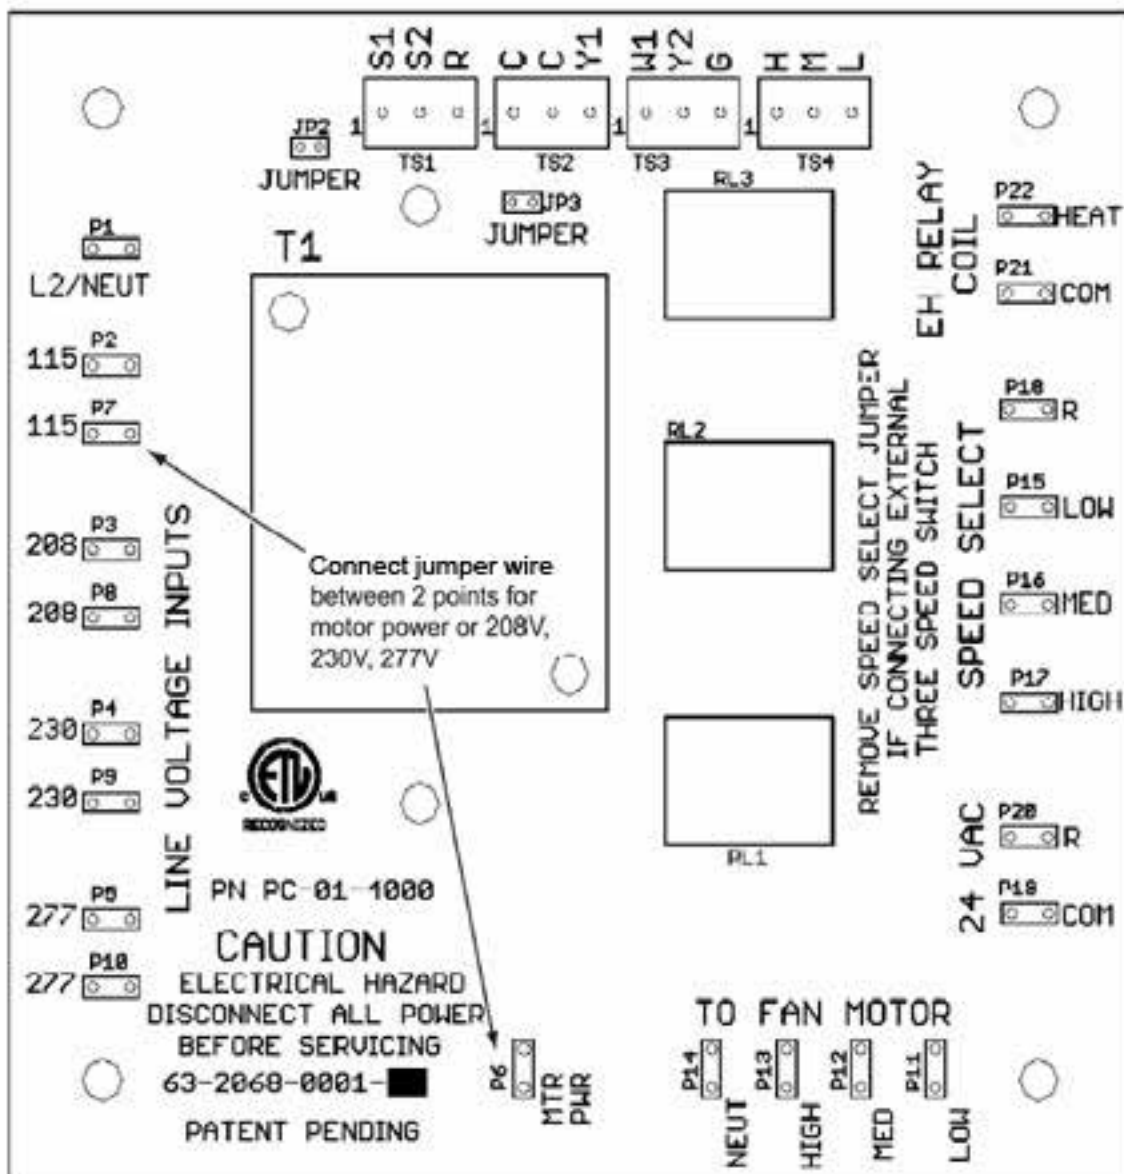 S1 S2 R C C Y1 W1 Y2 G H M L
1 1 1 1
TS1 TS2 TS3 TS4
JP2
JUMPER
JP3
JUMPER
RL3
P1
L2/NEUT
T1
EH RELAY
COIL
P22
HEAT
P21
COM
P2
115
P7
115
LINE VOLTAGE INPUTS
P3
208
P8
208
P4
230
P9
230
P5
277
P10
277
Connect jumper wire
between 2 points for
motor power or 208V,
230V, 277V
RL2
REMOVE SPEED SELECT JUMPER
IF CONNECTING EXTERNAL
THREE SPEED SWITCH
SPEED SELECT
P18
R
P15
LOW
P16
MED
P17
HIGH
RL1
24 VAC
P20
R
P19
COM
C ETL US
RECOGNIZED
PN PC-01-1000
CAUTION
ELECTRICAL HAZARD
DISCONNECT ALL POWER
BEFORE SERVICING
63-2068-0001-
PATENT PENDING
P6
MTR
PWR
TO FAN MOTOR
P14 P13 P12 P11
NEUT HIGH MED LOW